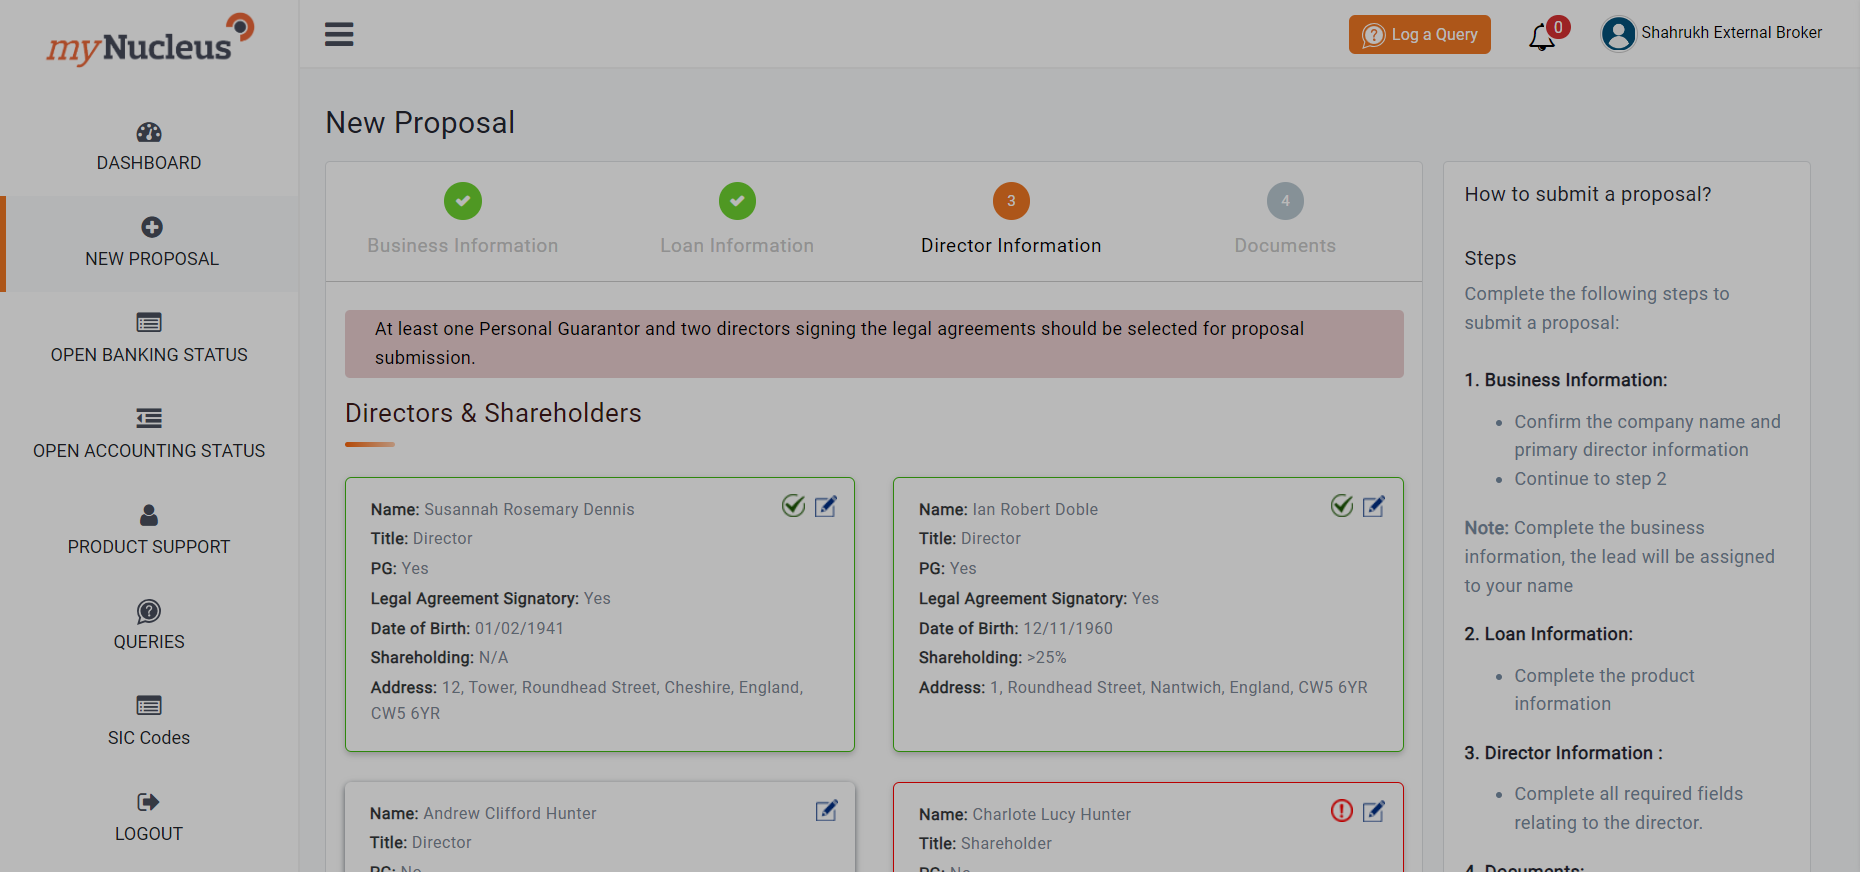 myNucleus
Log a Query
0
Shahrukh External Broker
DASHBOARD
NEW PROPOSAL
OPEN BANKING STATUS
OPEN ACCOUNTING STATUS
PRODUCT SUPPORT
QUERIES
SIC Codes
LOGOUT
New Proposal
3
4
Business Information
Loan Information
Director Information
Documents
At least one Personal Guarantor and two directors signing the legal agreements should be selected for proposal
submission.
Directors & Shareholders
Name: Susannah Rosemary Dennis
Title: Director
PG: Yes
Legal Agreement Signatory: Yes
Date of Birth: 01/02/1941
Shareholding: N/A
Address: 12, Tower, Roundhead Street, Cheshire, England,
CW5 6YR
Name: Ian Robert Doble
Title: Director
PG: Yes
Legal Agreement Signatory: Yes
Date of Birth: 12/11/1960
Shareholding: >25%
Address: 1, Roundhead Street, Nantwich, England, CW5 6YR
Name: Andrew Clifford Hunter
Title: Director
PG: No
Name: Charlote Lucy Hunter
Title: Shareholder
PG: No
How to submit a proposal?
Steps
Complete the following steps to
submit a proposal:
1. Business Information:
• Confirm the company name and
primary director information
• Continue to step 2
Note: Complete the business
information, the lead will be assigned
to your name
2. Loan Information:
• Complete the product
information
3. Director Information :
• Complete all required fields
relating to the director.
4. Documents: